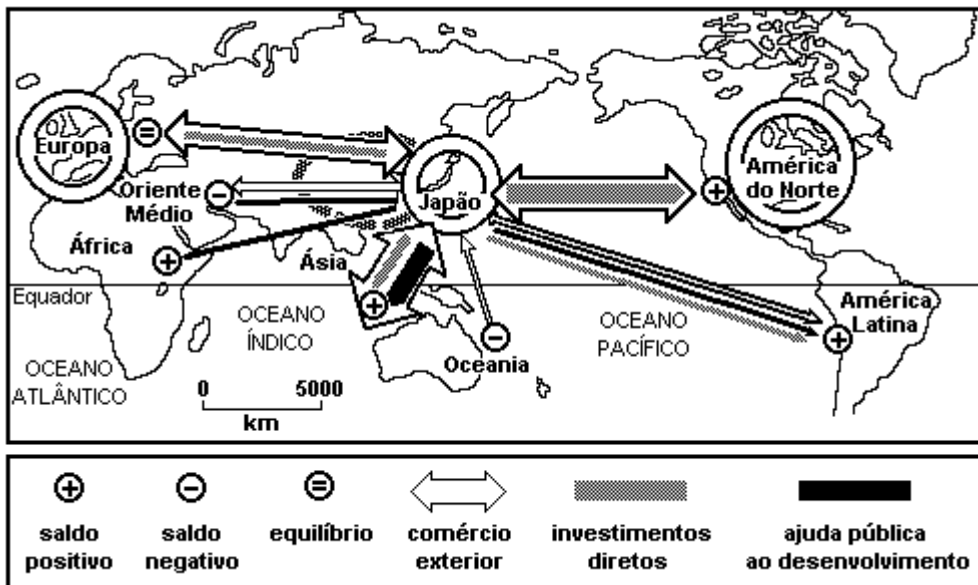 Europa
=
Oriente
Médio
−
África
+
Ásia
+
Japão
+
América
do Norte
Equador
OCEANO
ÍNDICO
OCEANO
ATLÂNTICO
0 5000
km
−
Oceania
OCEANO
PACÍFICO
América
Latina
+
+
saldo
positivo
−
saldo
negativo
=
equilíbrio
comércio
exterior
investimentos
diretos
ajuda pública
ao desenvolvimento